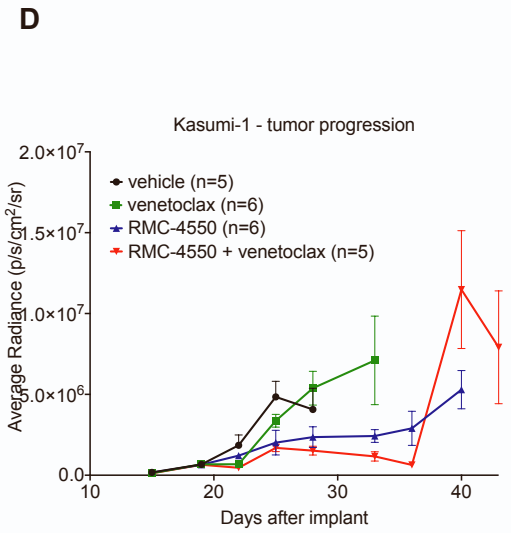 D
Kasumi-1 - tumor progression
2.0×10⁷
1.5×10⁷
1.0×10⁷
5.0×10⁶
0.0
Average Radiance (p/s/cm²/sr)
vehicle (n=5)
venetoclax (n=6)
RMC-4550 (n=6)
RMC-4550 + venetoclax (n=5)
10 20 30 40
Days after implant